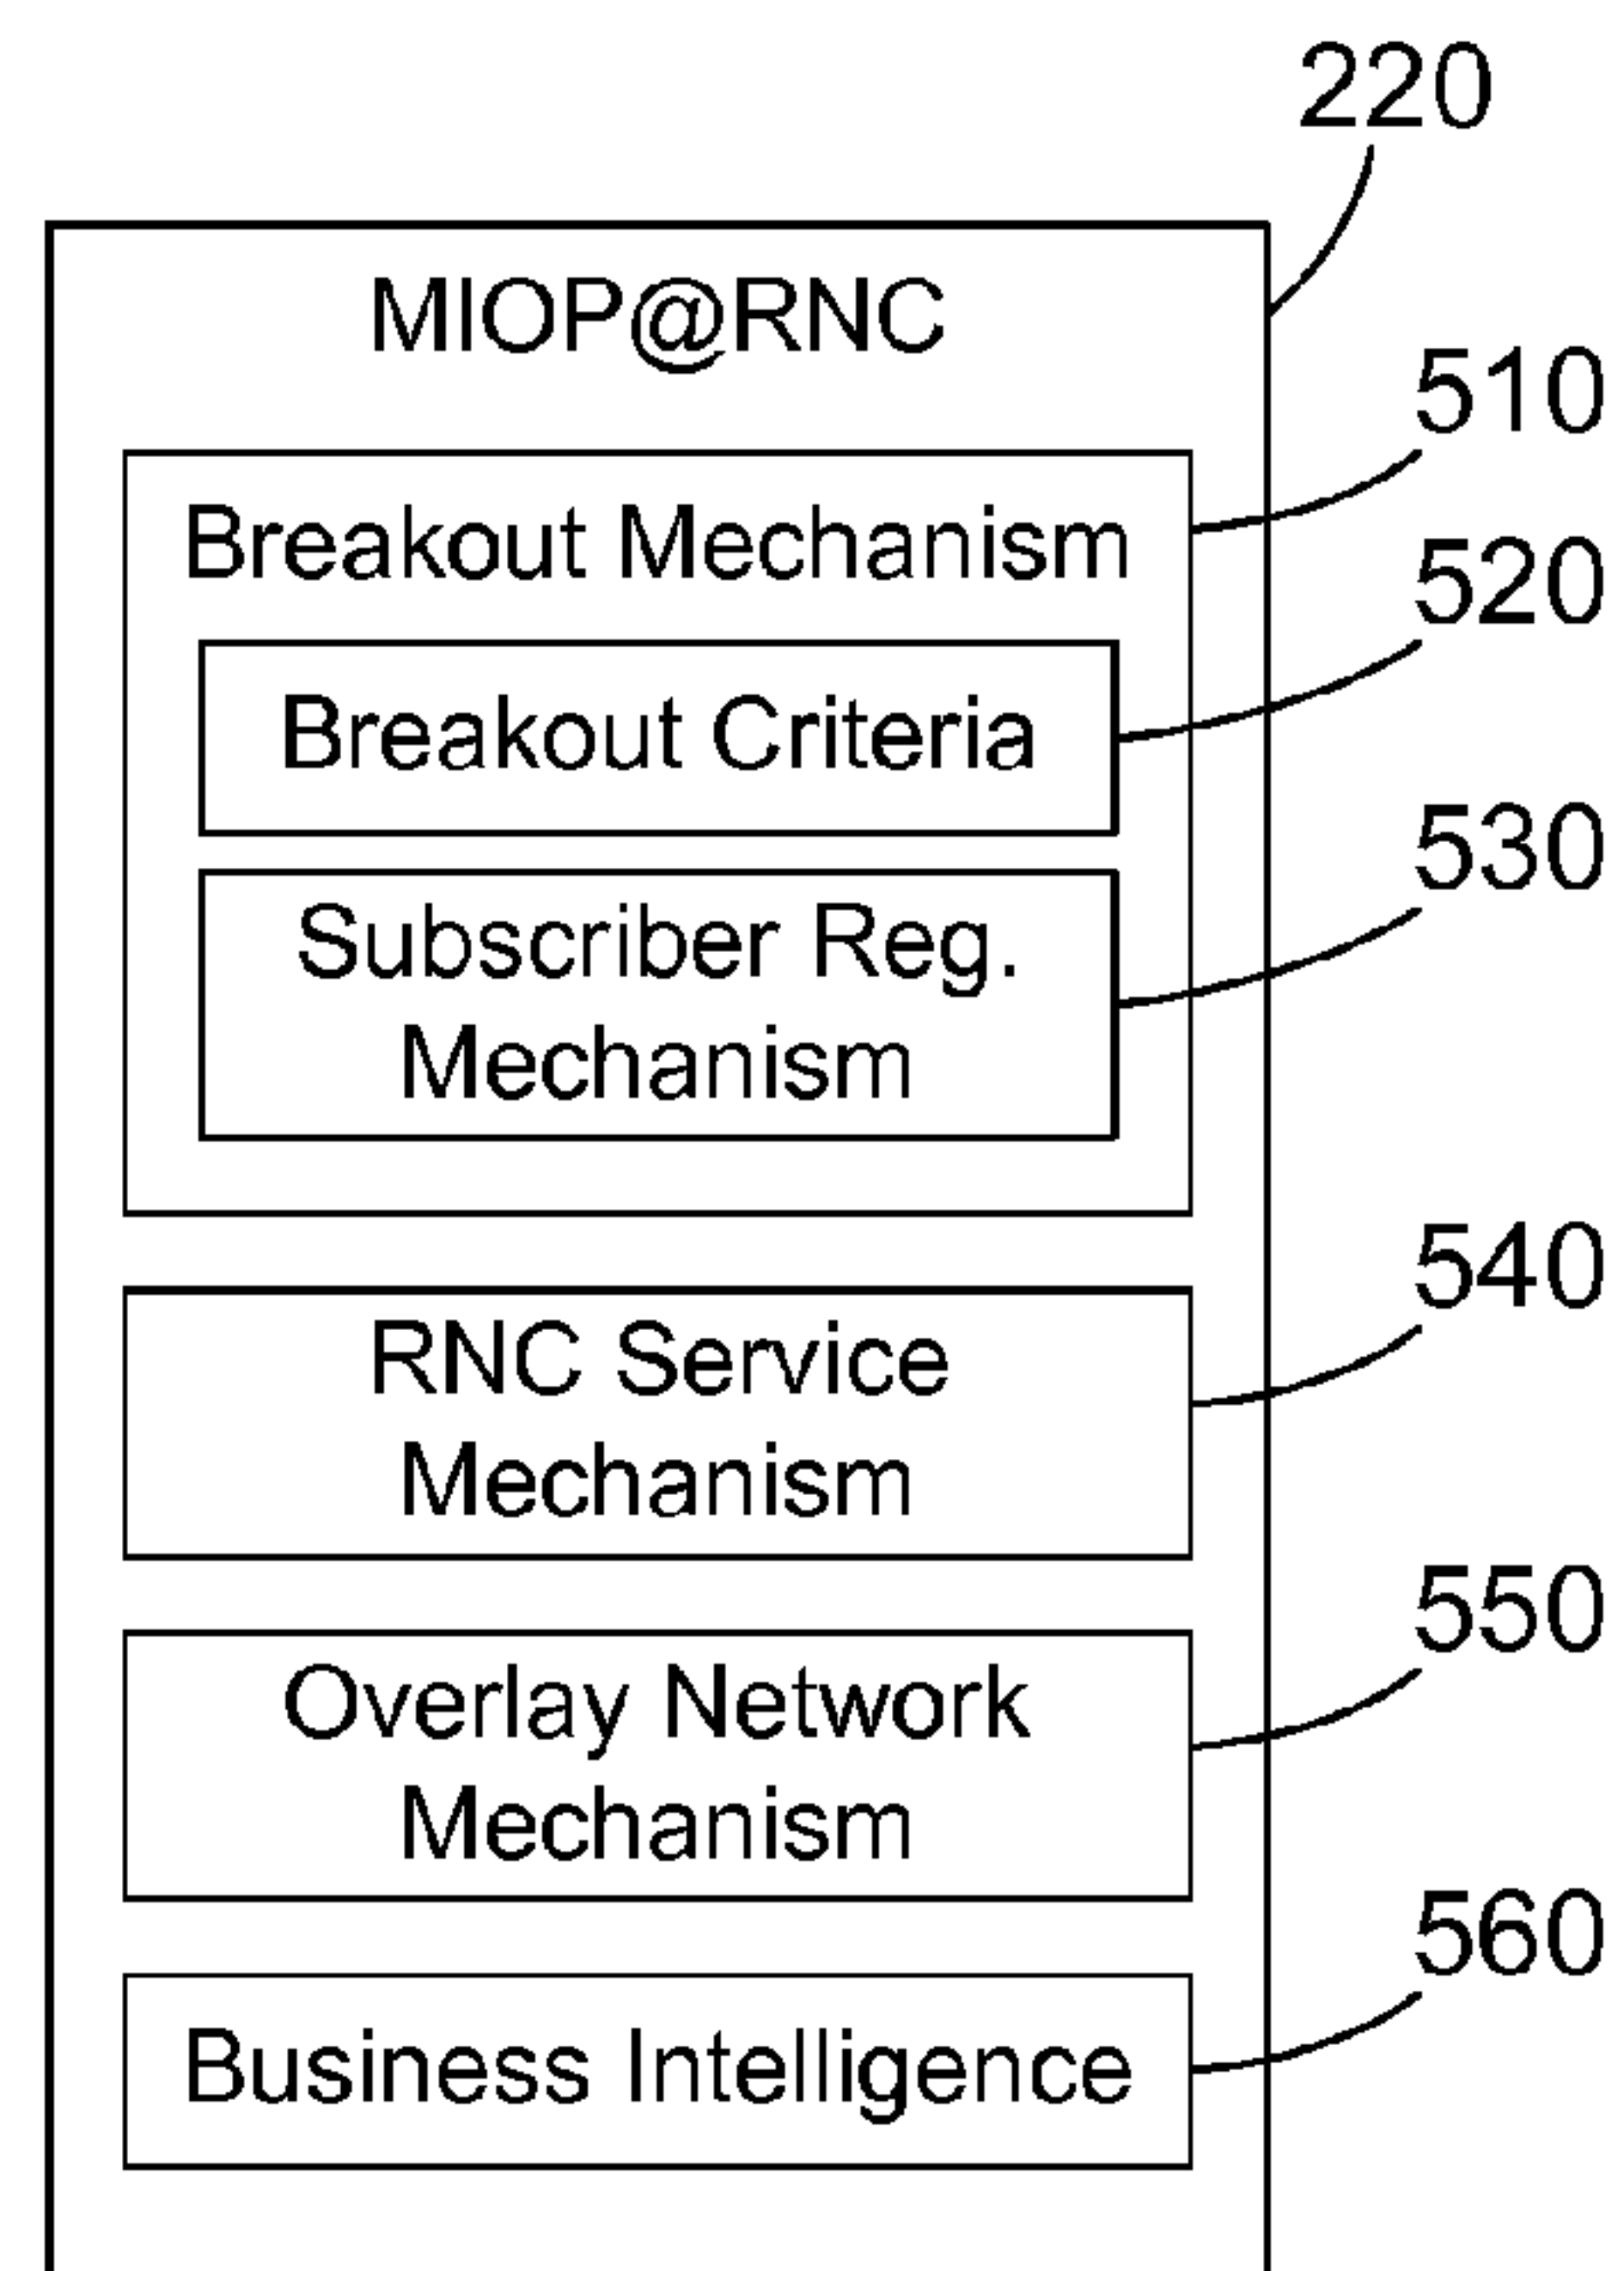 220
MIOP@RNC
510
Breakout Mechanism
520
Breakout Criteria
530
Subscriber Reg.
Mechanism
540
RNC Service
Mechanism
550
Overlay Network
Mechanism
560
Business Intelligence